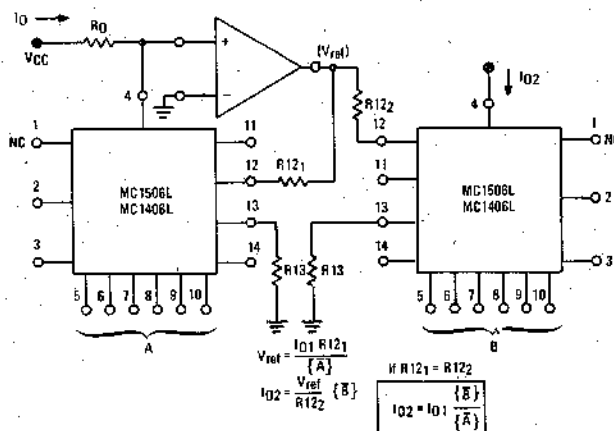 I0 →
R0
VCC
+
−
(Vref)
4
R12₂
4
I02
NC 1
11
12
1 N
2
12
R12₁
11
MC1506L
MC1406L
MC1506L
MC1406L
2
13
13
3
14
R13
R13
14
3
5 6 7 8 9 10
5 6 7 8 9 10
A
B
Vref = I01 R12₁ / {A̅}
I02 = Vref / R12₂ {B̅}
If R12₁ = R12₂
I02 = I01 {B̅} / {A̅}